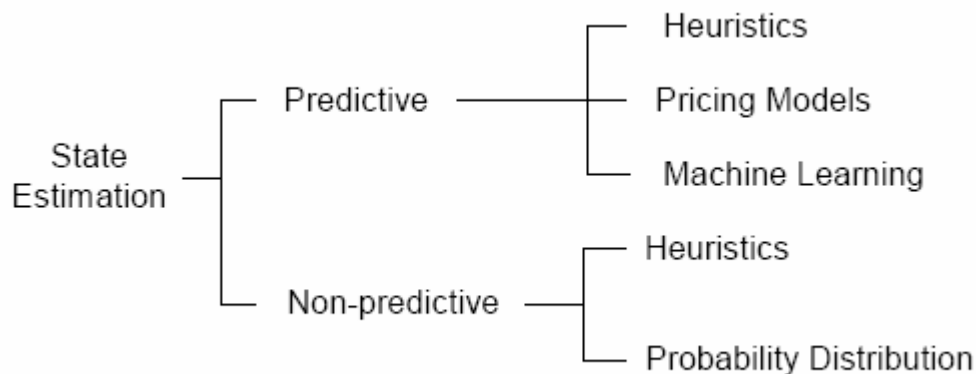 State
Estimation
Predictive
Heuristics
Pricing Models
Machine Learning
Non-predictive
Heuristics
Probability Distribution